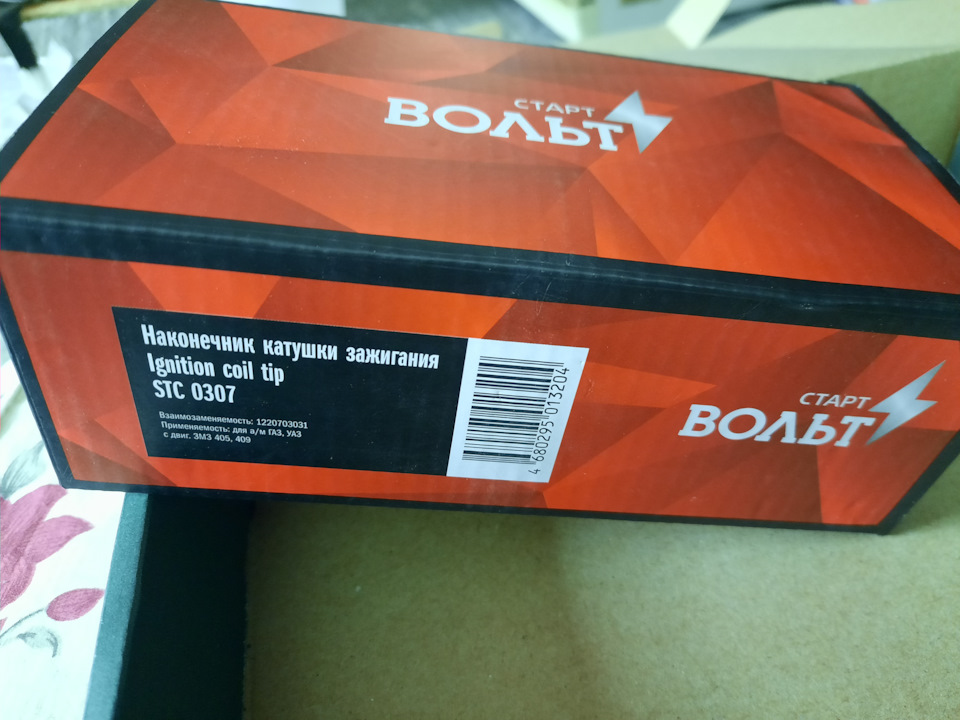 СТАРТ
ВОЛЬТ
Наконечник катушки зажигания
Ignition coil tip
STC 0307
Взаимозаменяемость: 1220703031
Применяемость: для а/м ГАЗ, УАЗ
с двиг. ЗМЗ 405, 409
4 680295 013204
СТАРТ
ВОЛЬТ